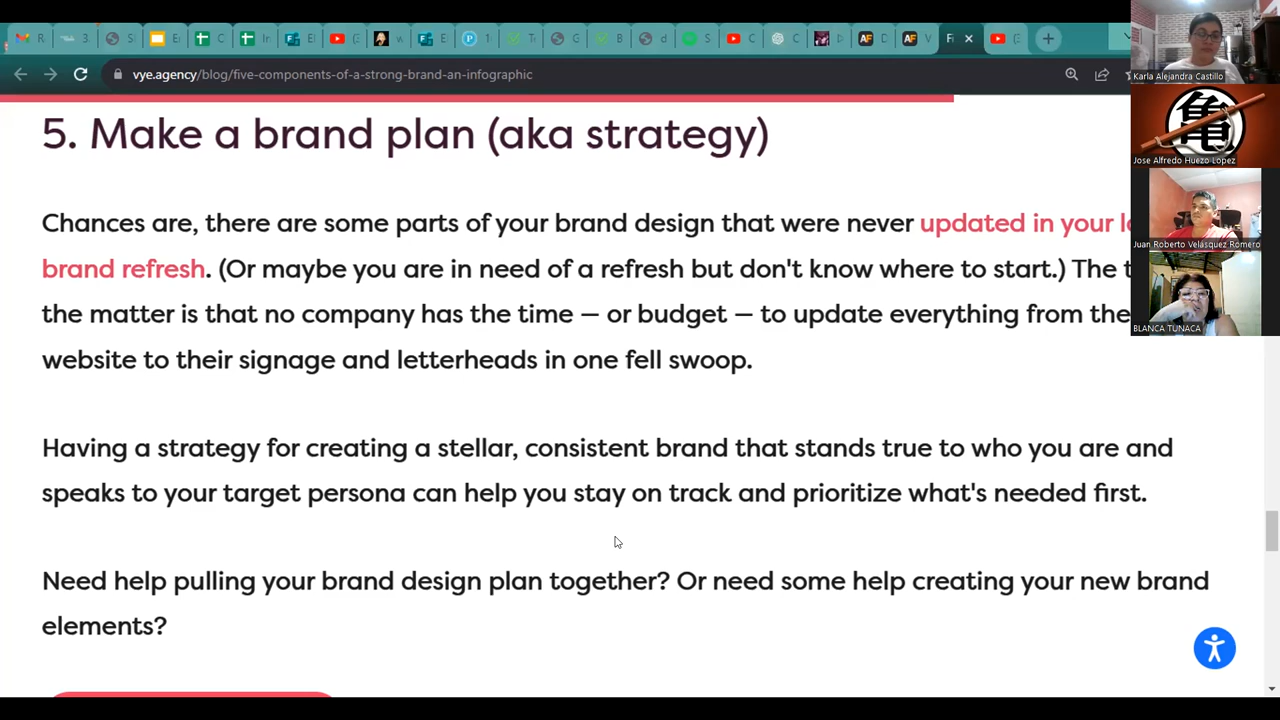 vye.agency/blog/five-components-of-a-strong-brand-an-infographic
Karla Alejandra Castillo
亀
Jose Alfredo Huezo Lopez
Juan Roberto Velásquez Romero
BLANCA TUNACA
5. Make a brand plan (aka strategy)
Chances are, there are some parts of your brand design that were never updated in your
brand refresh. (Or maybe you are in need of a refresh but don't know where to start.) The
the matter is that no company has the time — or budget — to update everything from the
website to their signage and letterheads in one fell swoop.
Having a strategy for creating a stellar, consistent brand that stands true to who you are and
speaks to your target persona can help you stay on track and prioritize what's needed first.
Need help pulling your brand design plan together? Or need some help creating your new brand
elements?